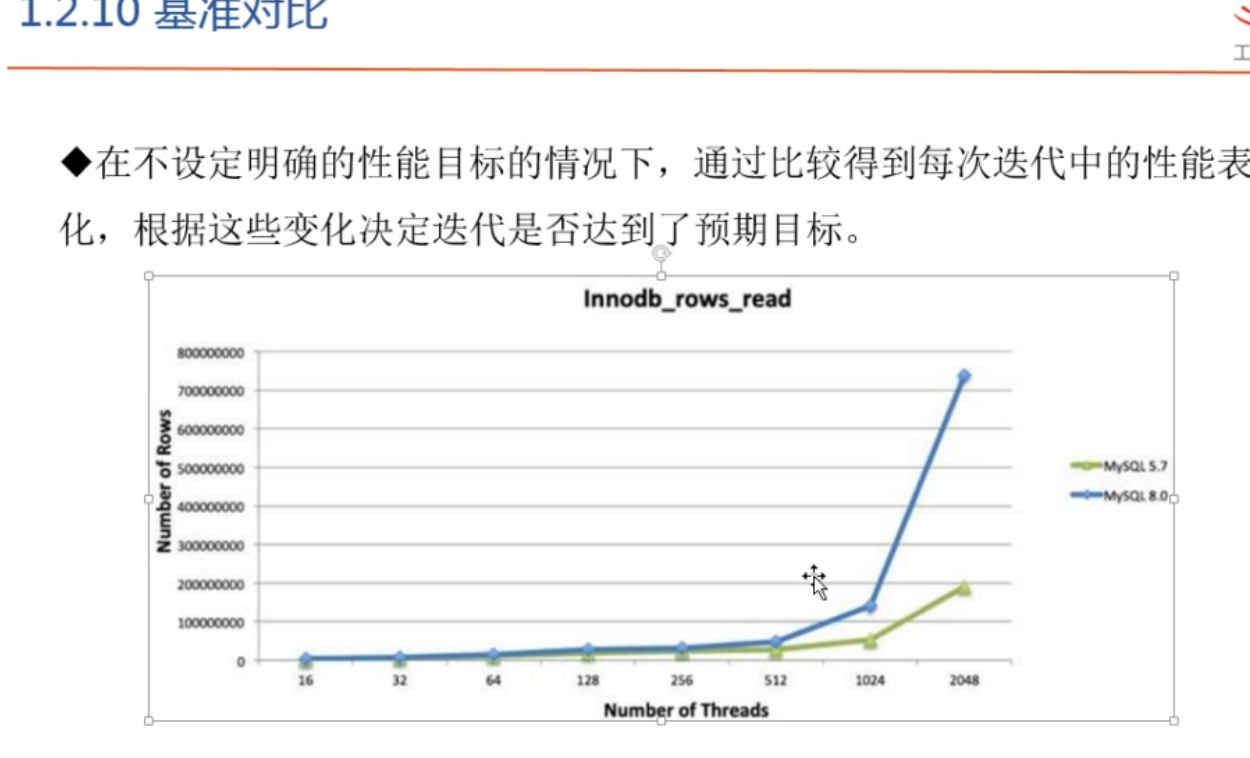 1.2.10 基准对比
工
◆在不设定明确的性能目标的情况下，通过比较得到每次迭代中的性能表
化，根据这些变化决定迭代是否达到了预期目标。
Innodb_rows_read
800000000
700000000
600000000
500000000
400000000
300000000
200000000
100000000
0
Number of Rows
16 32 64 128 256 512 1024 2048
Number of Threads
MySQL 5.7
MySQL 8.0